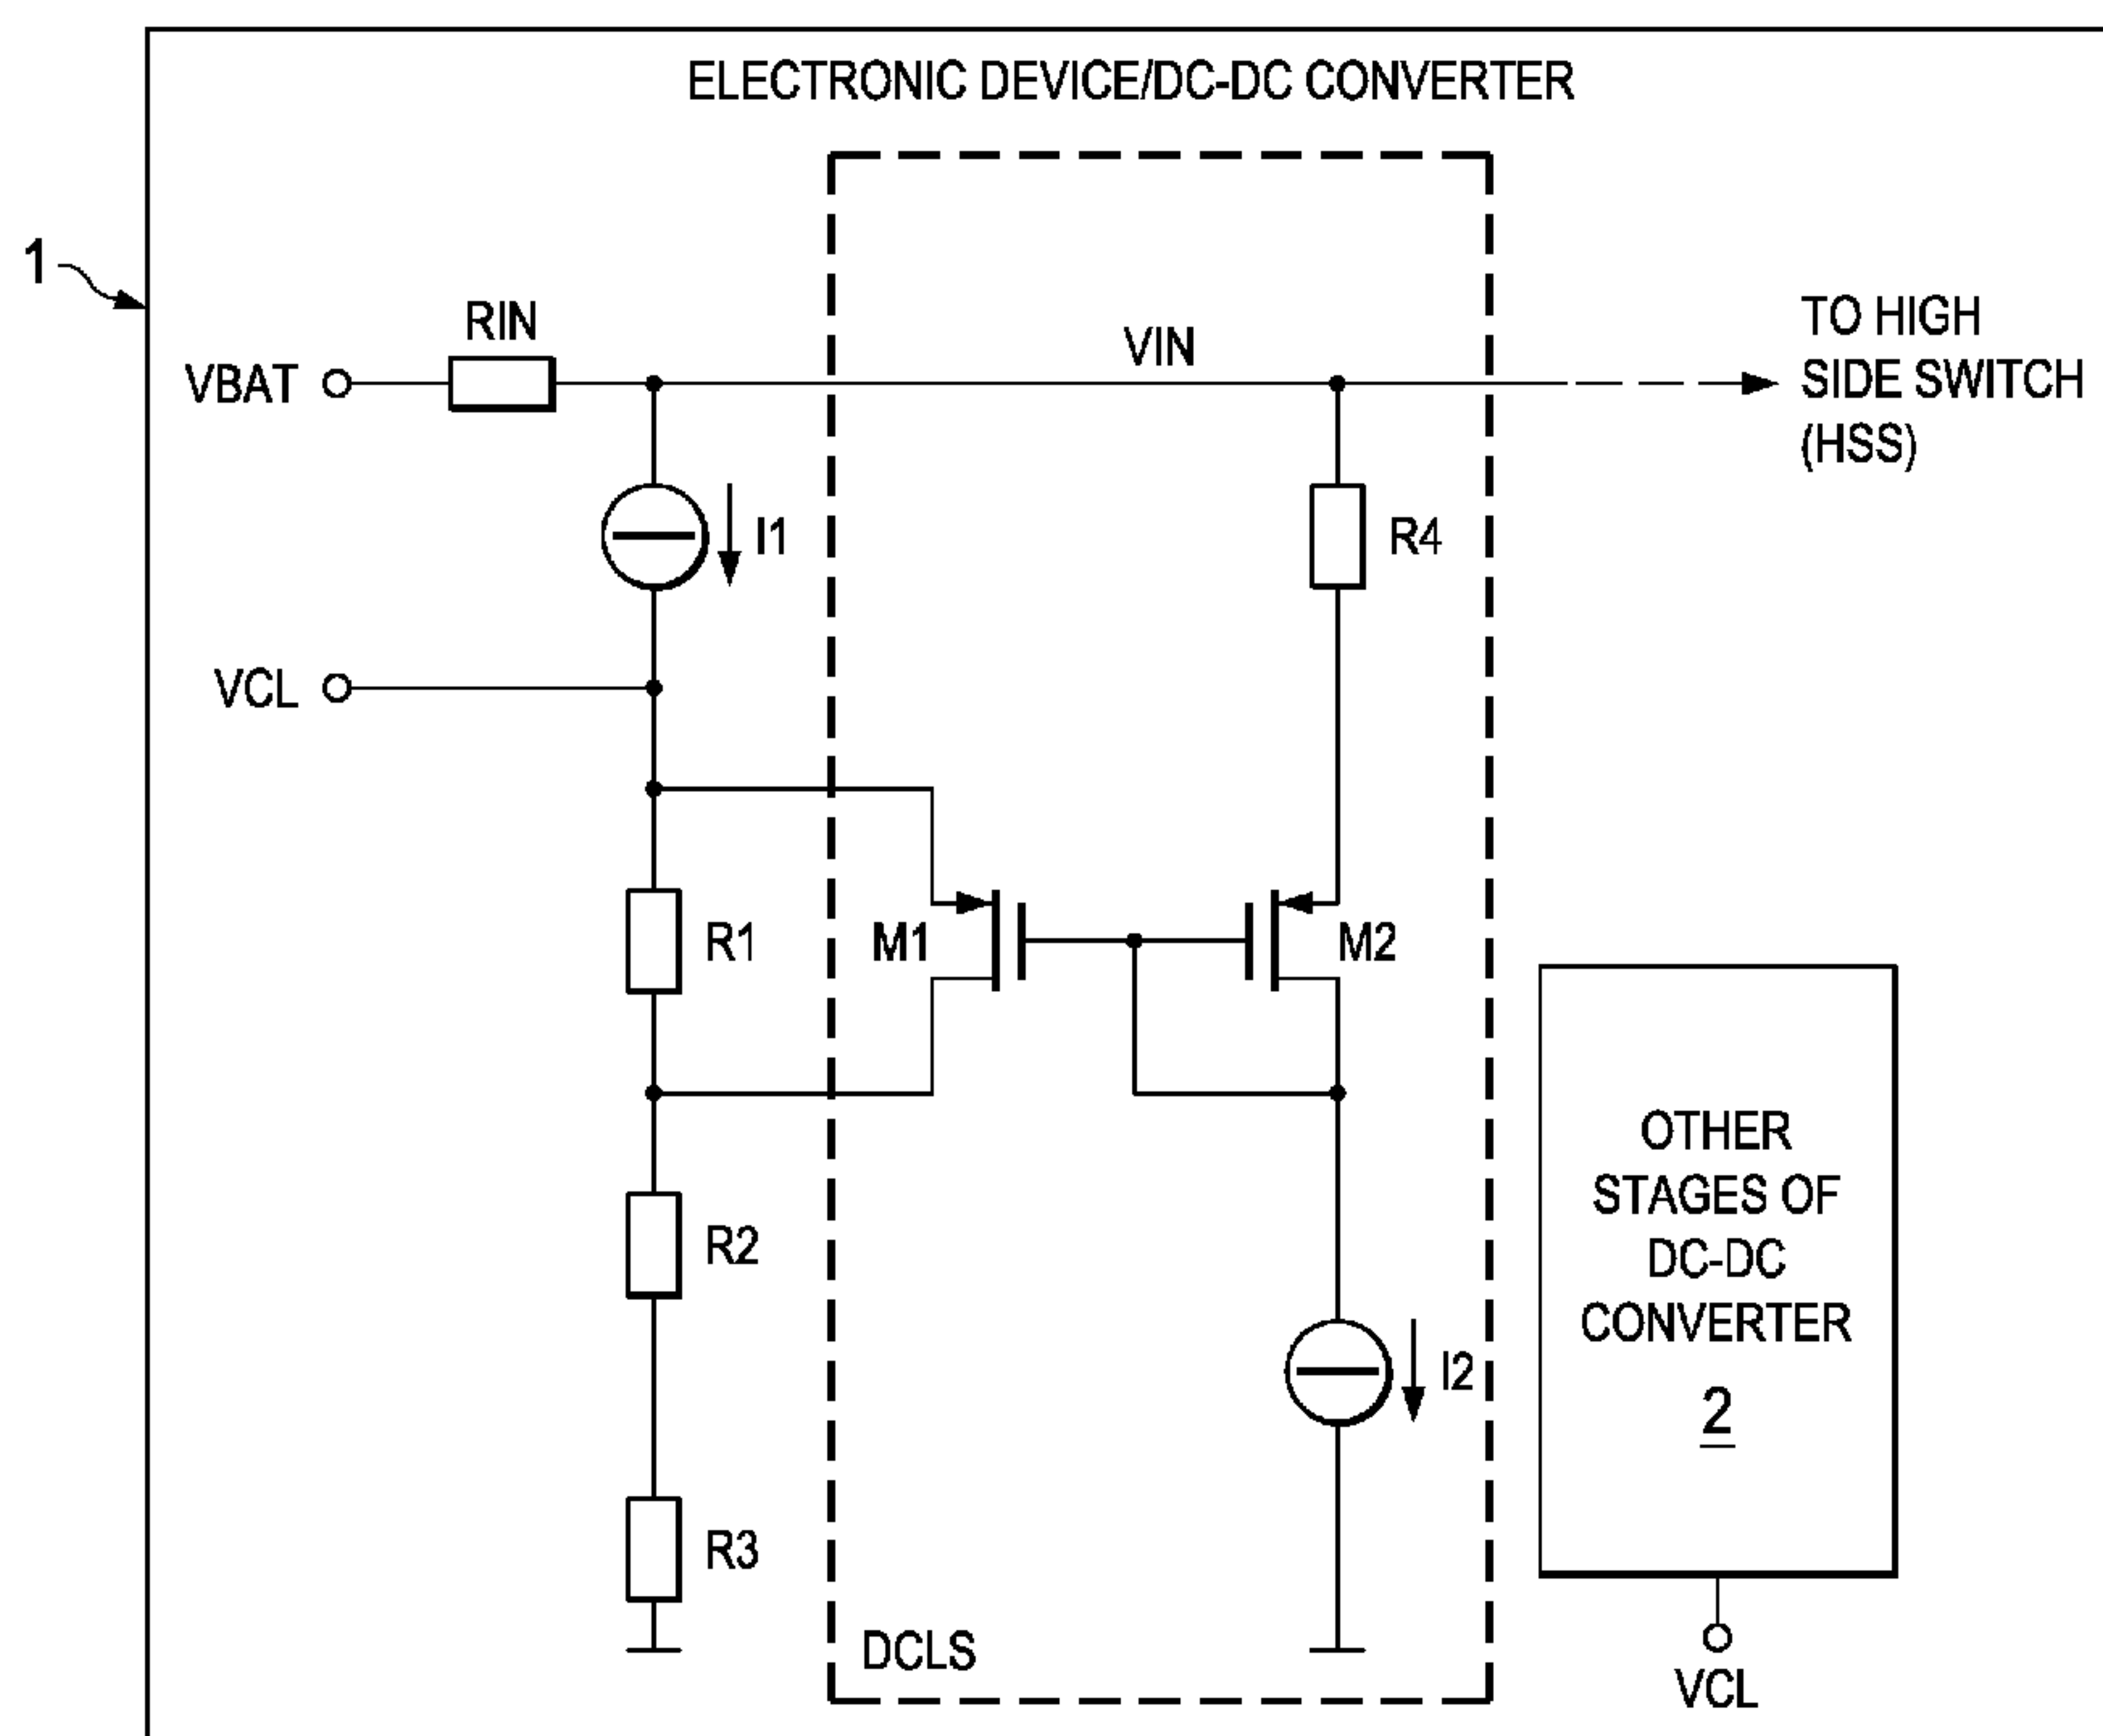 ELECTRONIC DEVICE/DC-DC CONVERTER
1
RIN
VBAT
VIN
TO HIGH
SIDE SWITCH
(HSS)
I1
R4
VCL
R1
M1
M2
R2
I2
R3
OTHER
STAGES OF
DC-DC
CONVERTER
2
DCLS
VCL